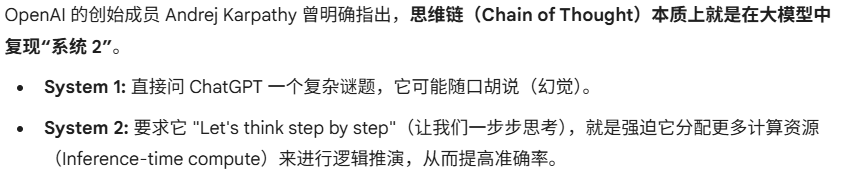 OpenAI 的创始成员 Andrej Karpathy 曾明确指出，思维链（Chain of Thought）本质上就是在大模型中
复现“系统 2”。
• System 1: 直接问 ChatGPT 一个复杂谜题，它可能随口胡说（幻觉）。
• System 2: 要求它 "Let's think step by step"（让我们一步步思考），就是强迫它分配更多计算资源
（Inference-time compute）来进行逻辑推演，从而提高准确率。